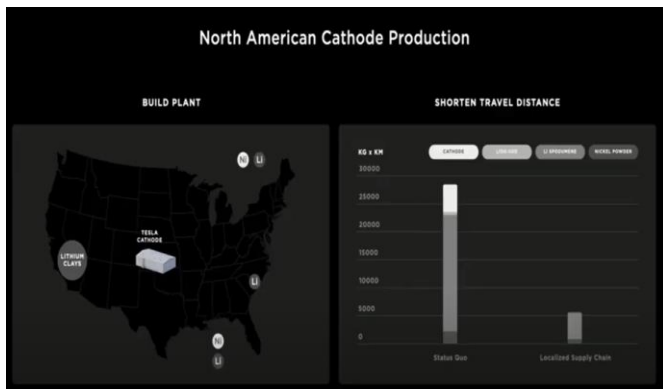 North American Cathode Production
BUILD PLANT
NI LI
TESLA
CATHODE
LITHIUM
CLAYS
LI
NI
LI
SHORTEN TRAVEL DISTANCE
KG x KM
CATHODE
LI SPODUMENE
NICKEL POWDER
30000
25000
20000
15000
10000
5000
0
Status Quo
Localized Supply Chain